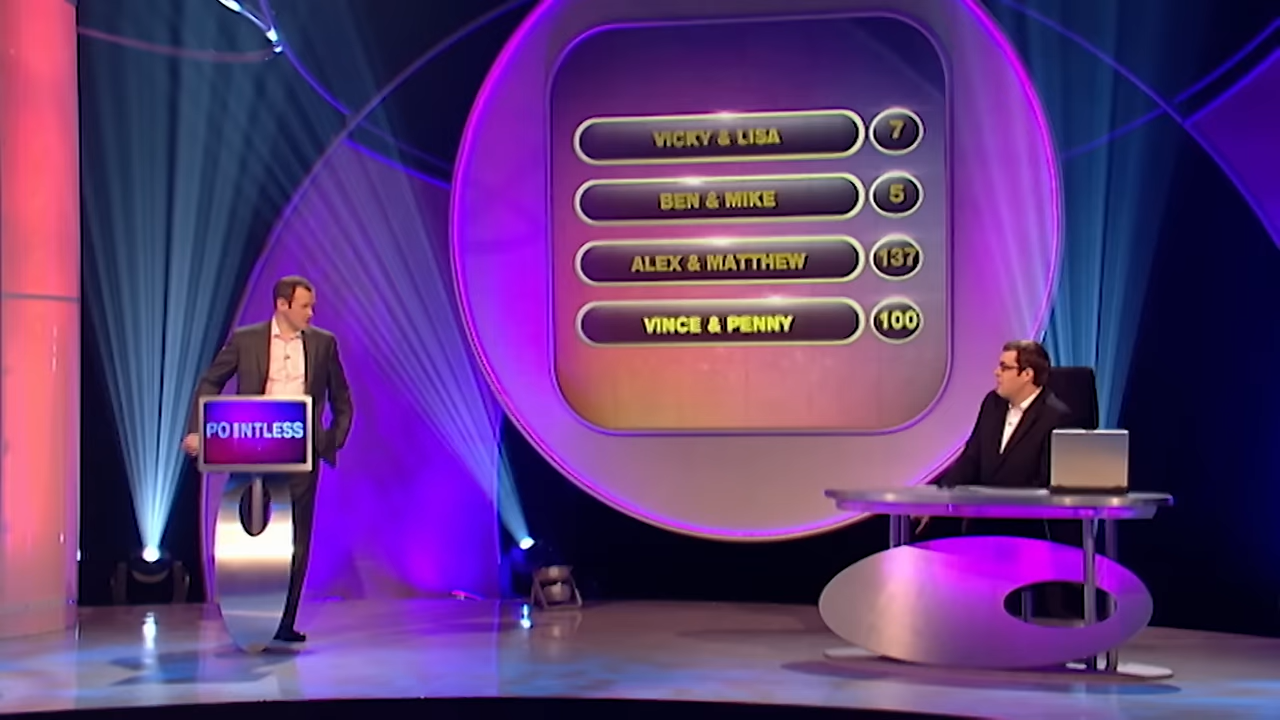 VICKY & LISA 7
BEN & MIKE 5
ALEX & MATTHEW 137
VINCE & PENNY 100
POINTLESS